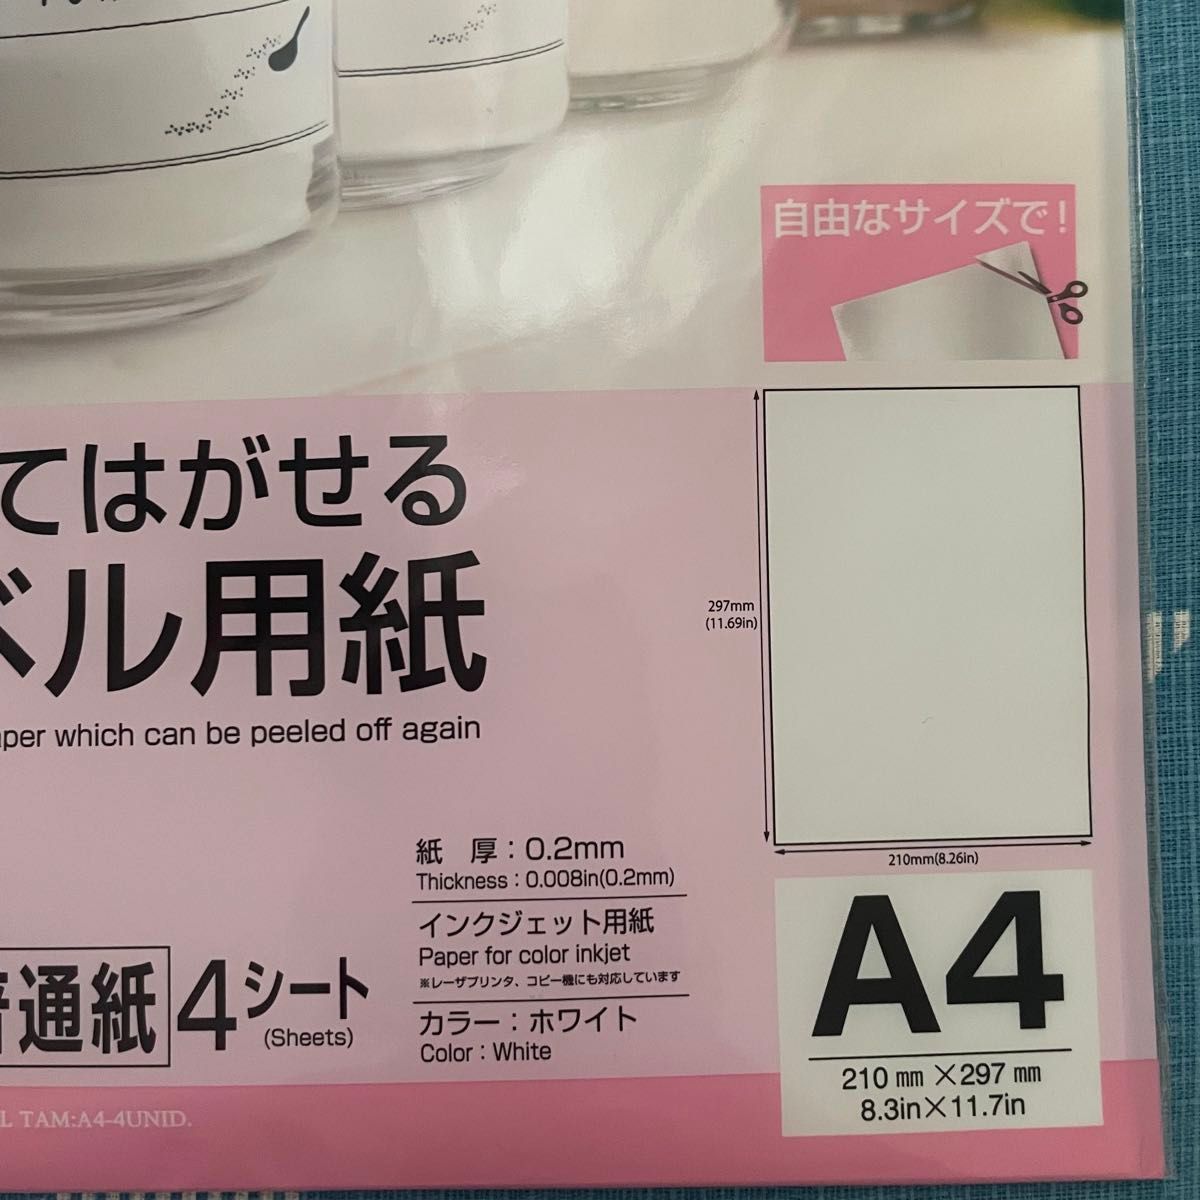 自由なサイズで!
てはがせる
ベル用紙
which can be peeled off again
297mm
(11.69in)
210mm(8.26in)
紙 厚:0.2mm
Thickness:0.008in(0.2mm)
インクジェット用紙
Paper for color inkjet
※レーザプリンタ、コピー機にも対応しています
カラー:ホワイト
Color:White
普通紙 4シート
(Sheets)
A4
210 mm ×297 mm
8.3in×11.7in
L TAM:A4-4UNID.